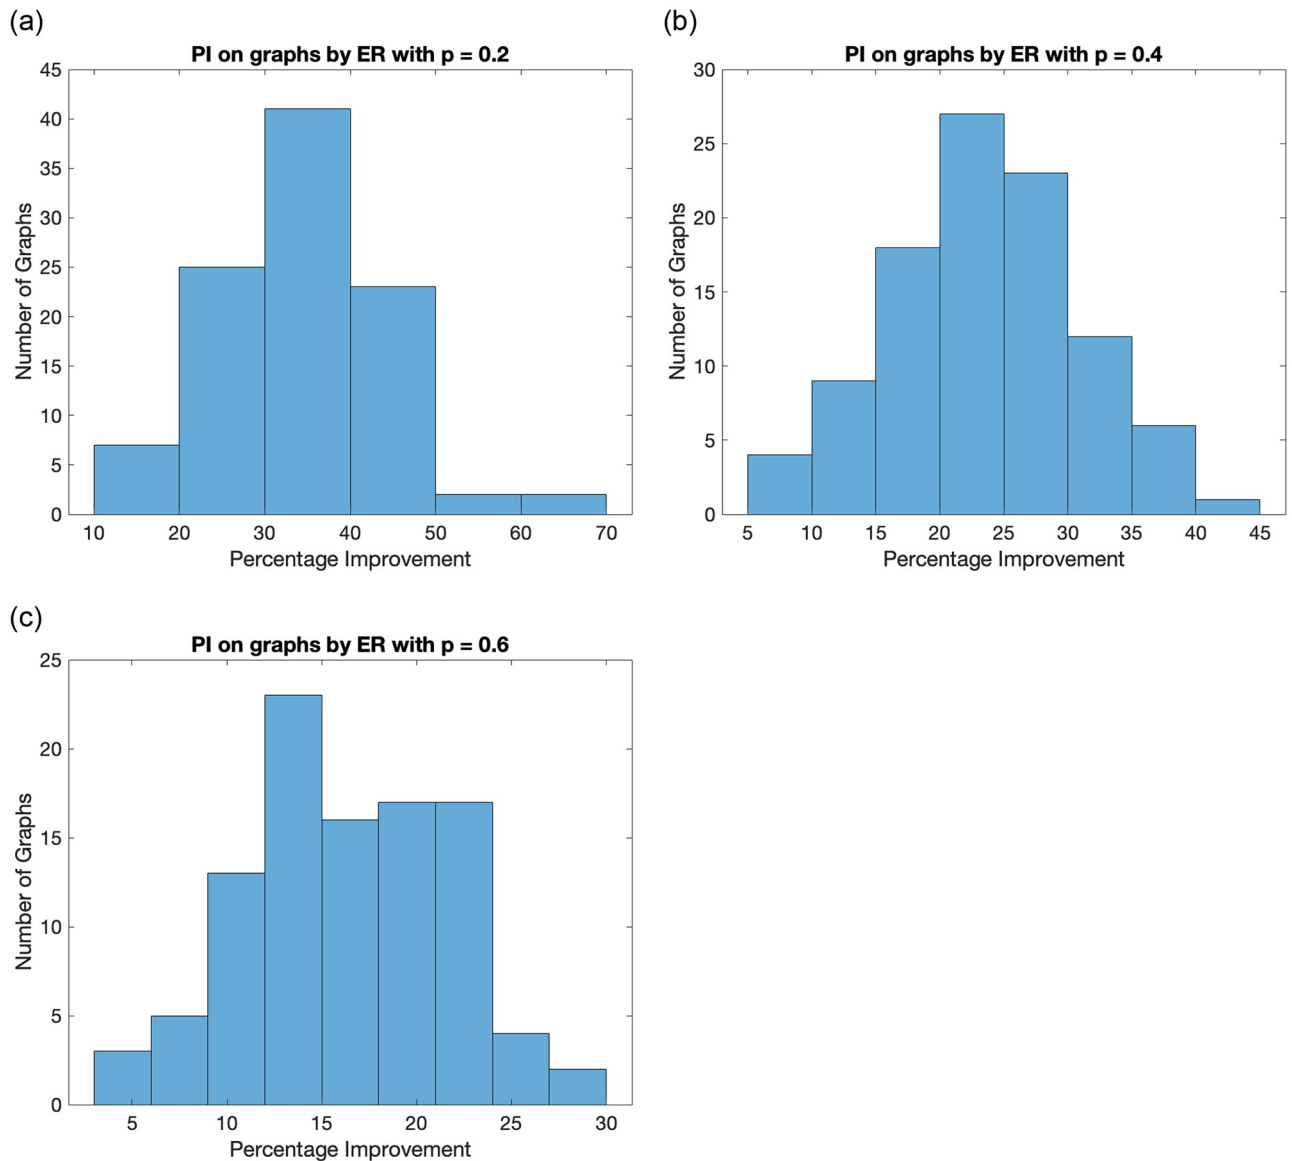 (a)
PI on graphs by ER with p = 0.2
45
40
35
30
25
20
15
10
5
0
Number of Graphs
10 20 30 40 50 60 70
Percentage Improvement
(b)
PI on graphs by ER with p = 0.4
30
25
20
15
10
5
0
Number of Graphs
5 10 15 20 25 30 35 40 45
Percentage Improvement
(c)
PI on graphs by ER with p = 0.6
25
20
15
10
5
0
Number of Graphs
5 10 15 20 25 30
Percentage Improvement